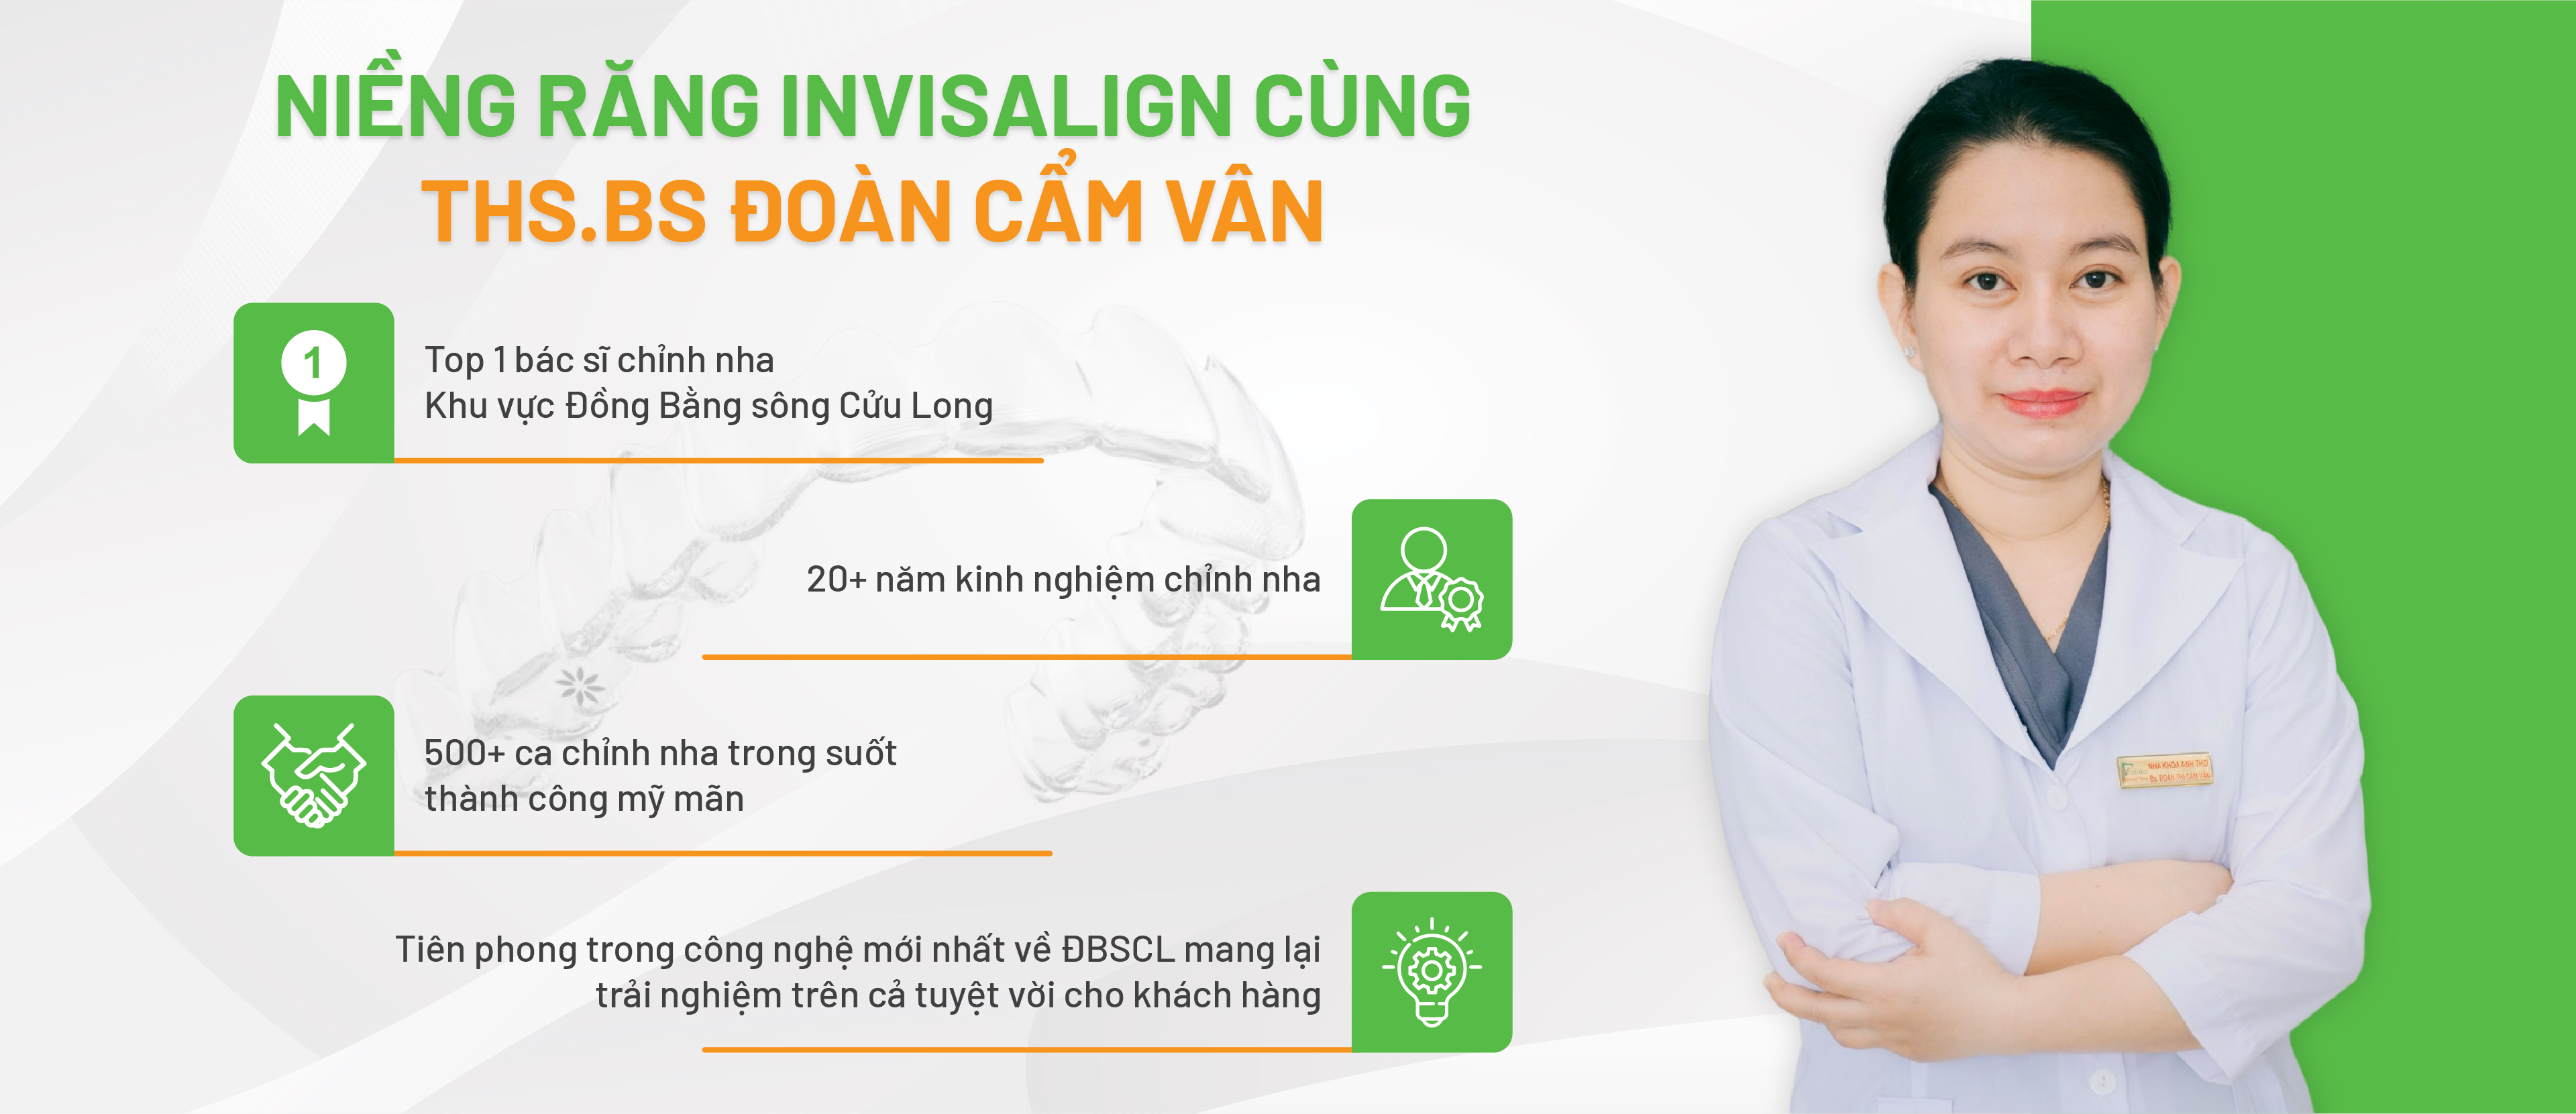 NIỀNG RĂNG INVISALIGN CÙNG
THS.BS ĐOÀN CẨM VÂN
1
Top 1 bác sĩ chỉnh nha
Khu vực Đồng Bằng sông Cửu Long
20+ năm kinh nghiệm chỉnh nha
500+ ca chỉnh nha trong suốt
thành công mỹ mãn
Tiên phong trong công nghệ mới nhất về ĐBSCL mang lại
trải nghiệm trên cả tuyệt vời cho khách hàng
NHA KHOA ANH THƠ
Bs. ĐOÀN THỊ CẨM VÂN